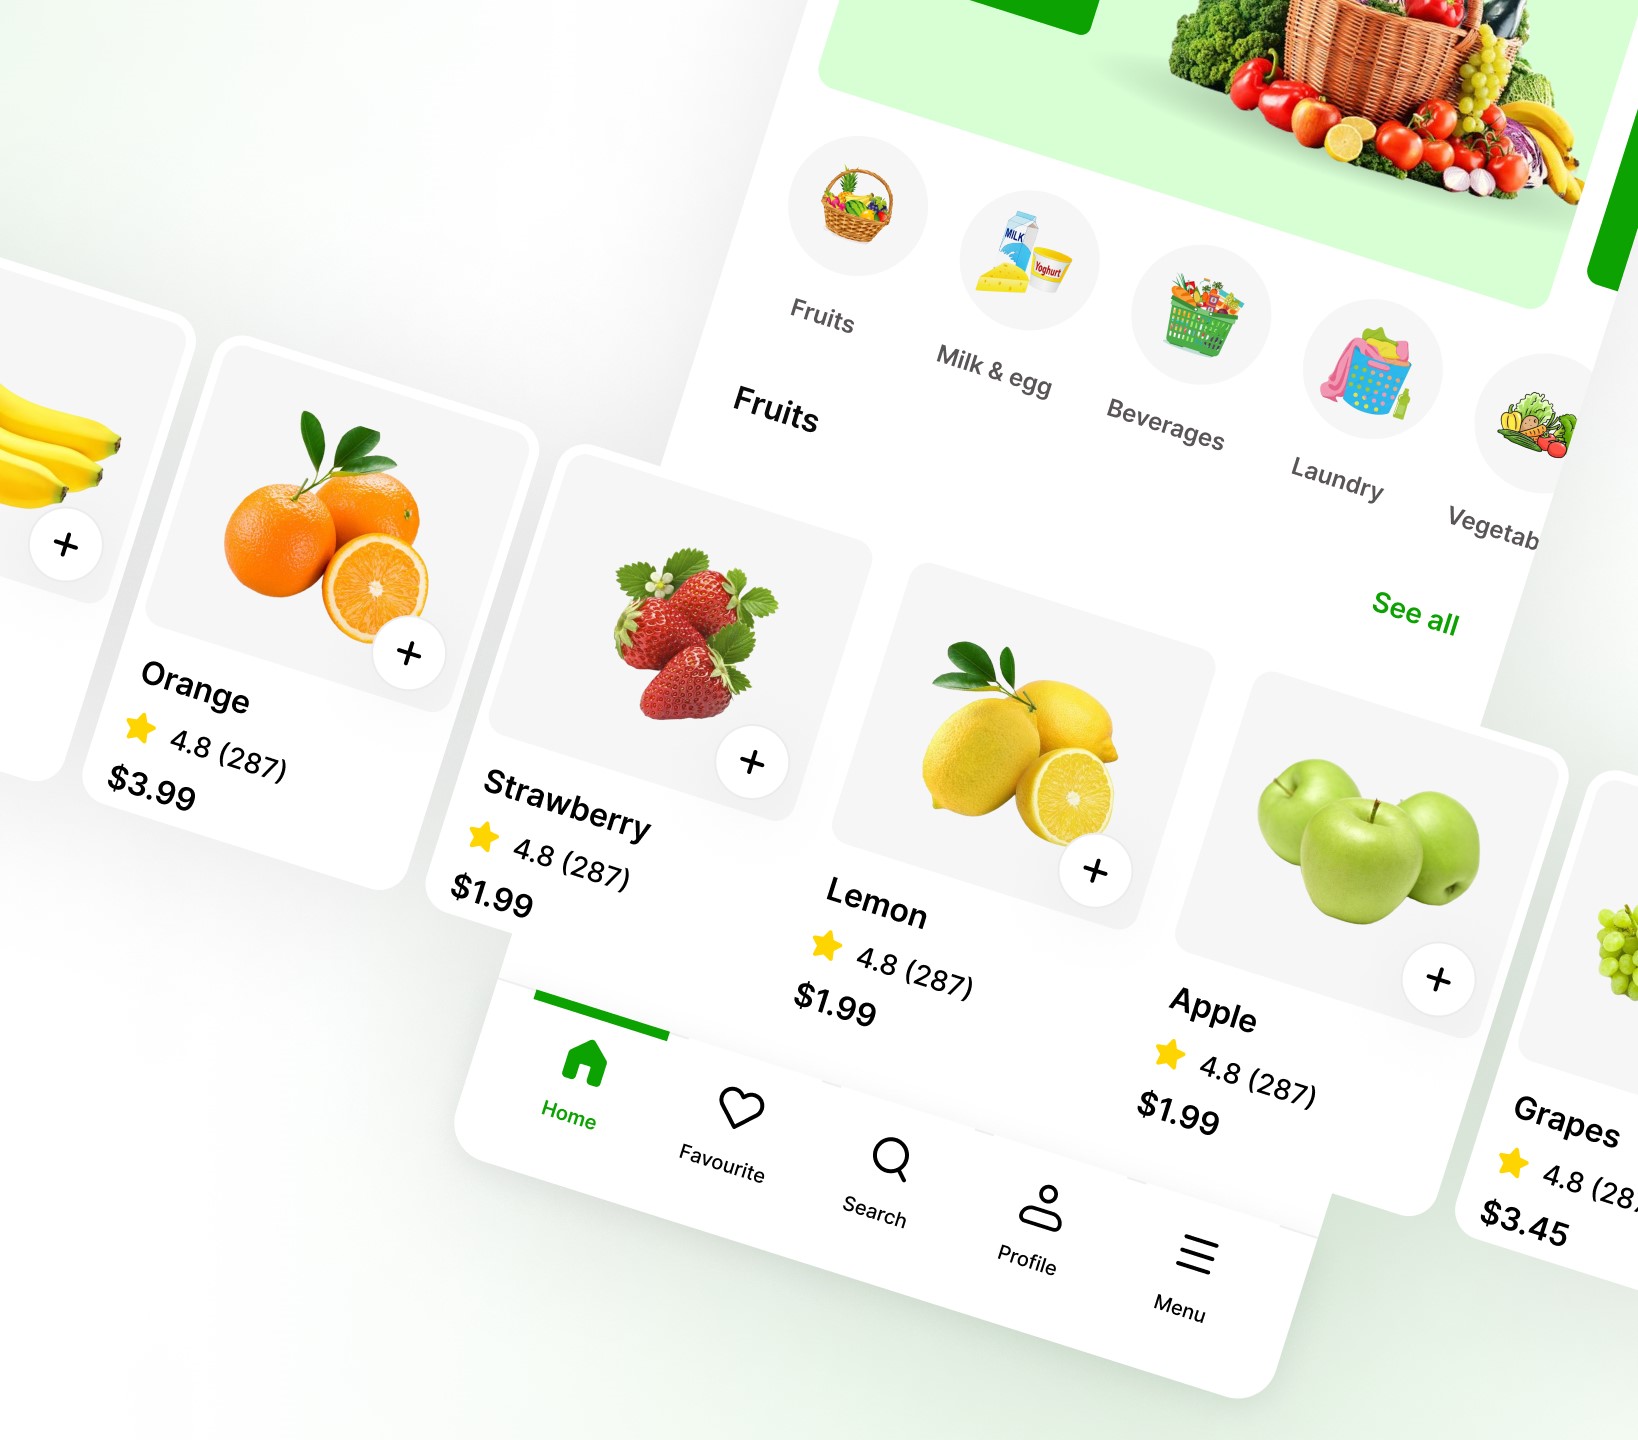 MILK
Yoghurt
Fruits
Milk & egg
Beverages
Laundry
Vegetab
Fruits
See all
Orange
4.8 (287)
$3.99
Strawberry
4.8 (287)
$1.99
Lemon
4.8 (287)
$1.99
Apple
4.8 (287)
$1.99
Grapes
4.8 (287
$3.45
Home
Favourite
Search
Profile
Menu